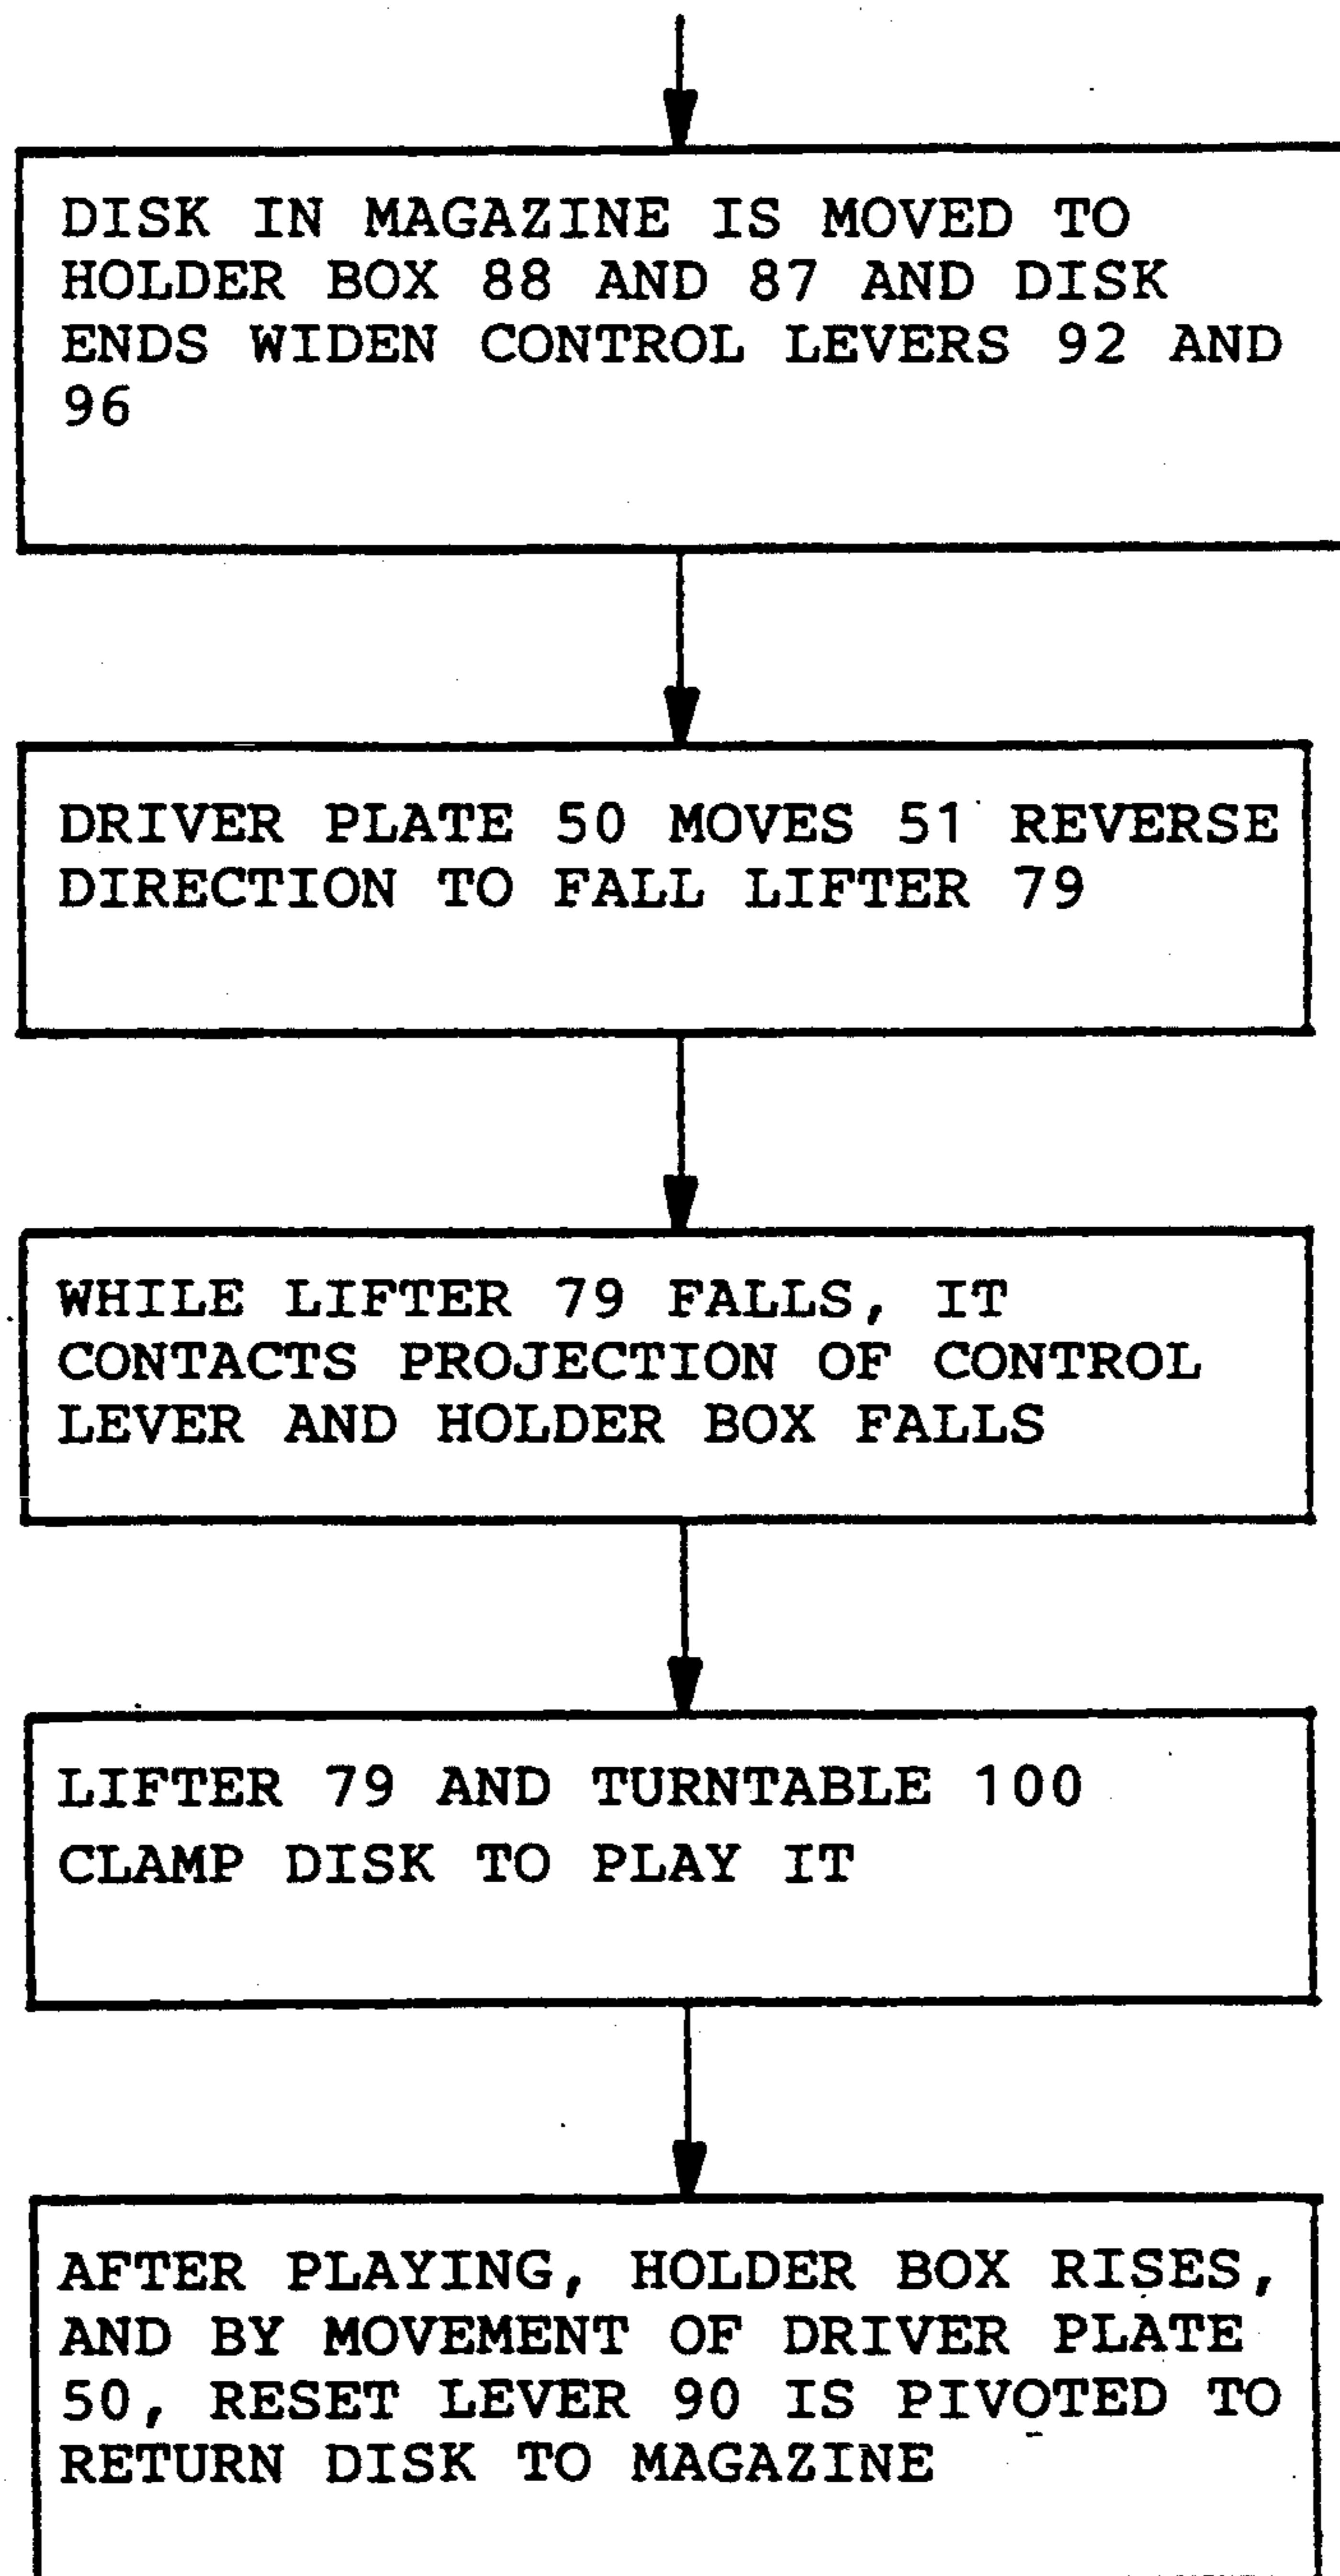 DISK IN MAGAZINE IS MOVED TO
HOLDER BOX 88 AND 87 AND DISK
ENDS WIDEN CONTROL LEVERS 92 AND
96
DRIVER PLATE 50 MOVES 51 REVERSE
DIRECTION TO FALL LIFTER 79
WHILE LIFTER 79 FALLS, IT
CONTACTS PROJECTION OF CONTROL
LEVER AND HOLDER BOX FALLS
LIFTER 79 AND TURNTABLE 100
CLAMP DISK TO PLAY IT
AFTER PLAYING, HOLDER BOX RISES,
AND BY MOVEMENT OF DRIVER PLATE
50, RESET LEVER 90 IS PIVOTED TO
RETURN DISK TO MAGAZINE